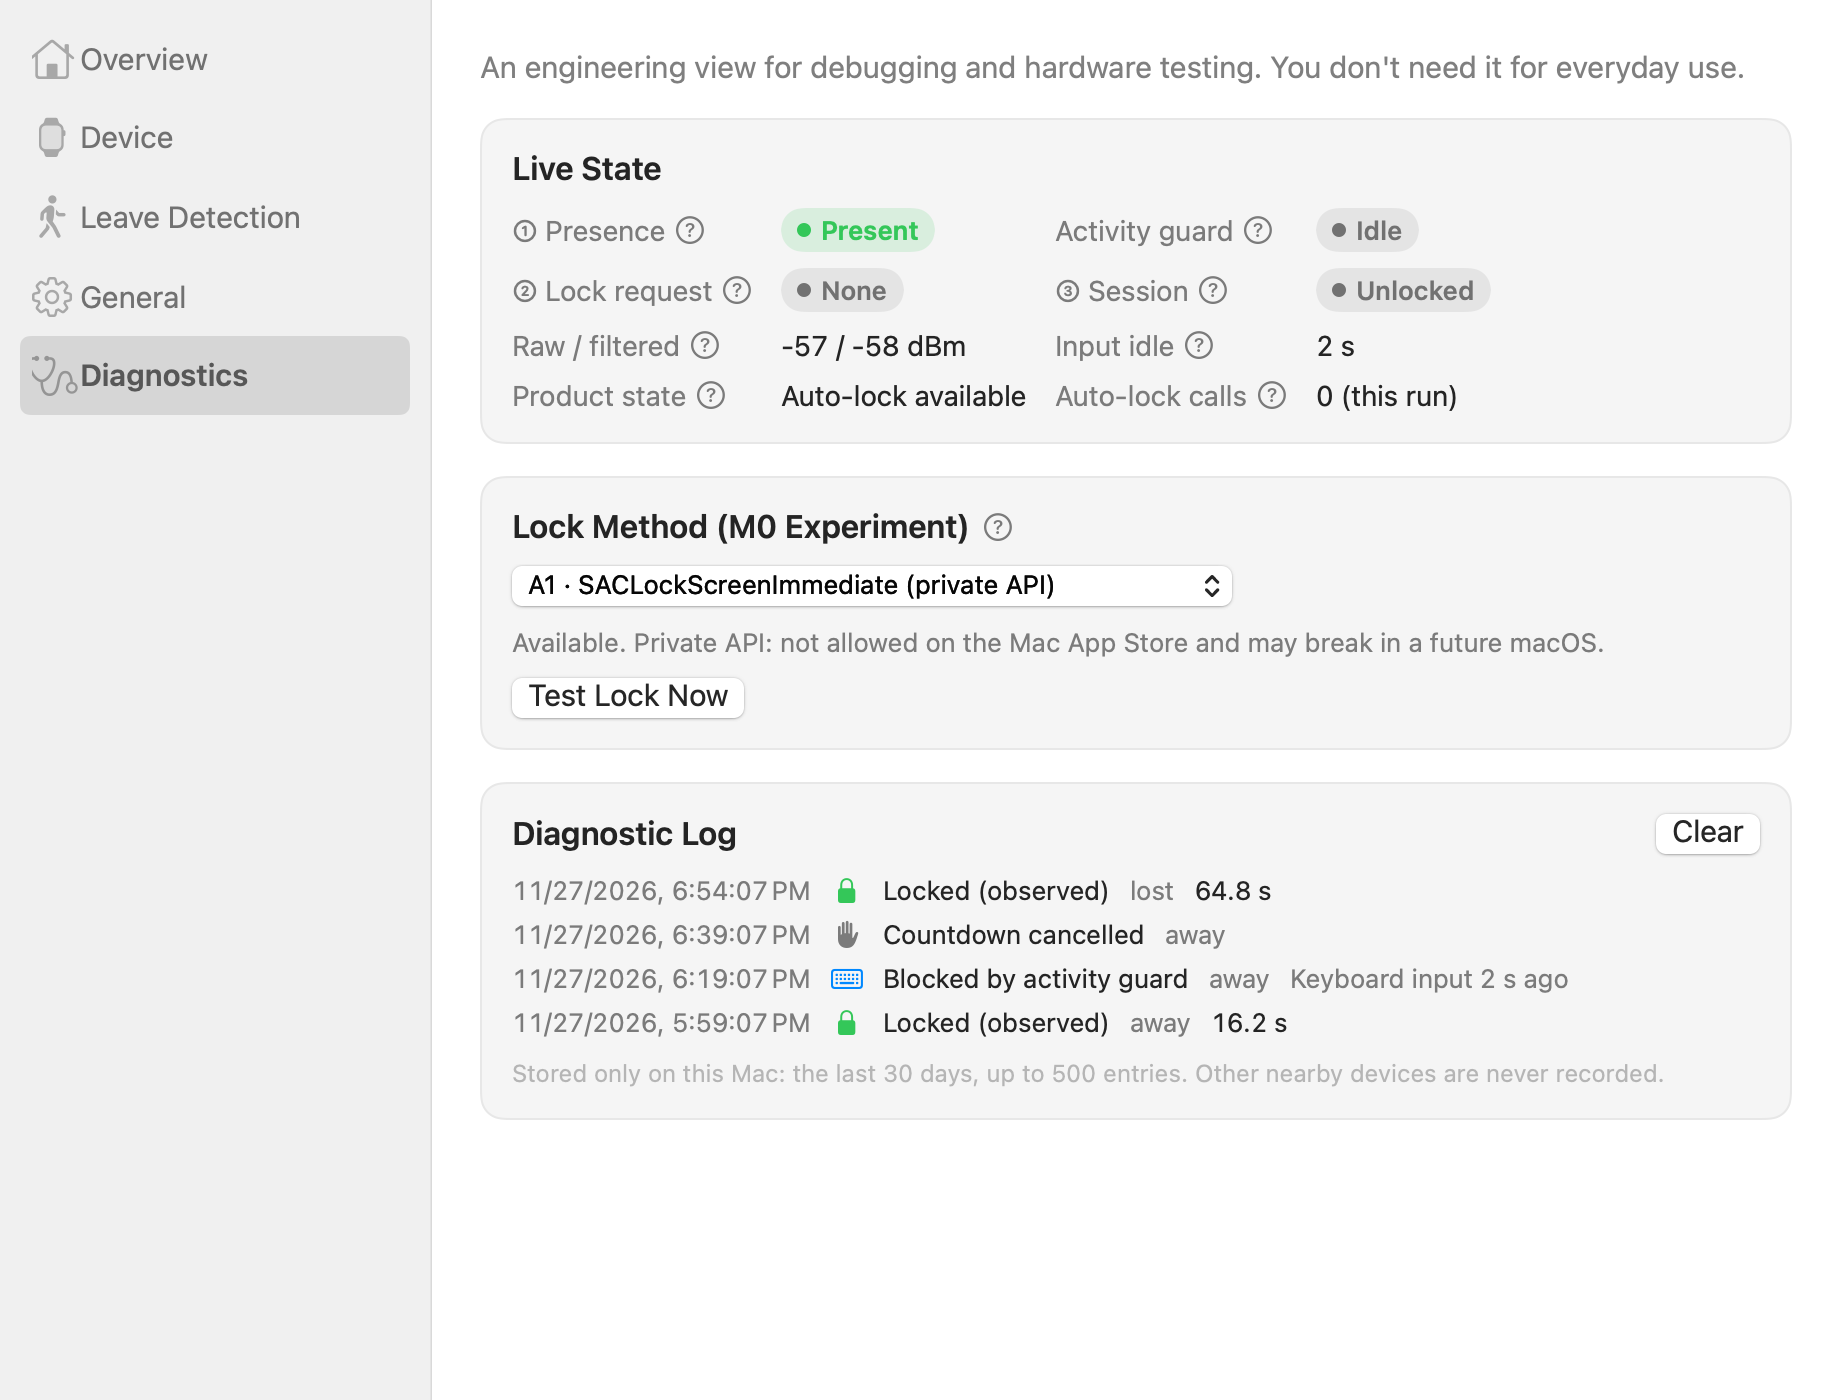 Overview
Device
Leave Detection
General
Diagnostics
An engineering view for debugging and hardware testing. You don't need it for everyday use.
Live State
① Presence ? Present Activity guard ? Idle
② Lock request ? None ③ Session ? Unlocked
Raw / filtered ? -57 / -58 dBm Input idle ? 2 s
Product state ? Auto-lock available Auto-lock calls ? 0 (this run)
Lock Method (M0 Experiment) ?
A1 · SACLockScreenImmediate (private API)
Available. Private API: not allowed on the Mac App Store and may break in a future macOS.
Test Lock Now
Diagnostic Log Clear
11/27/2026, 6:54:07 PM Locked (observed) lost 64.8 s
11/27/2026, 6:39:07 PM Countdown cancelled away
11/27/2026, 6:19:07 PM Blocked by activity guard away Keyboard input 2 s ago
11/27/2026, 5:59:07 PM Locked (observed) away 16.2 s
Stored only on this Mac: the last 30 days, up to 500 entries. Other nearby devices are never recorded.